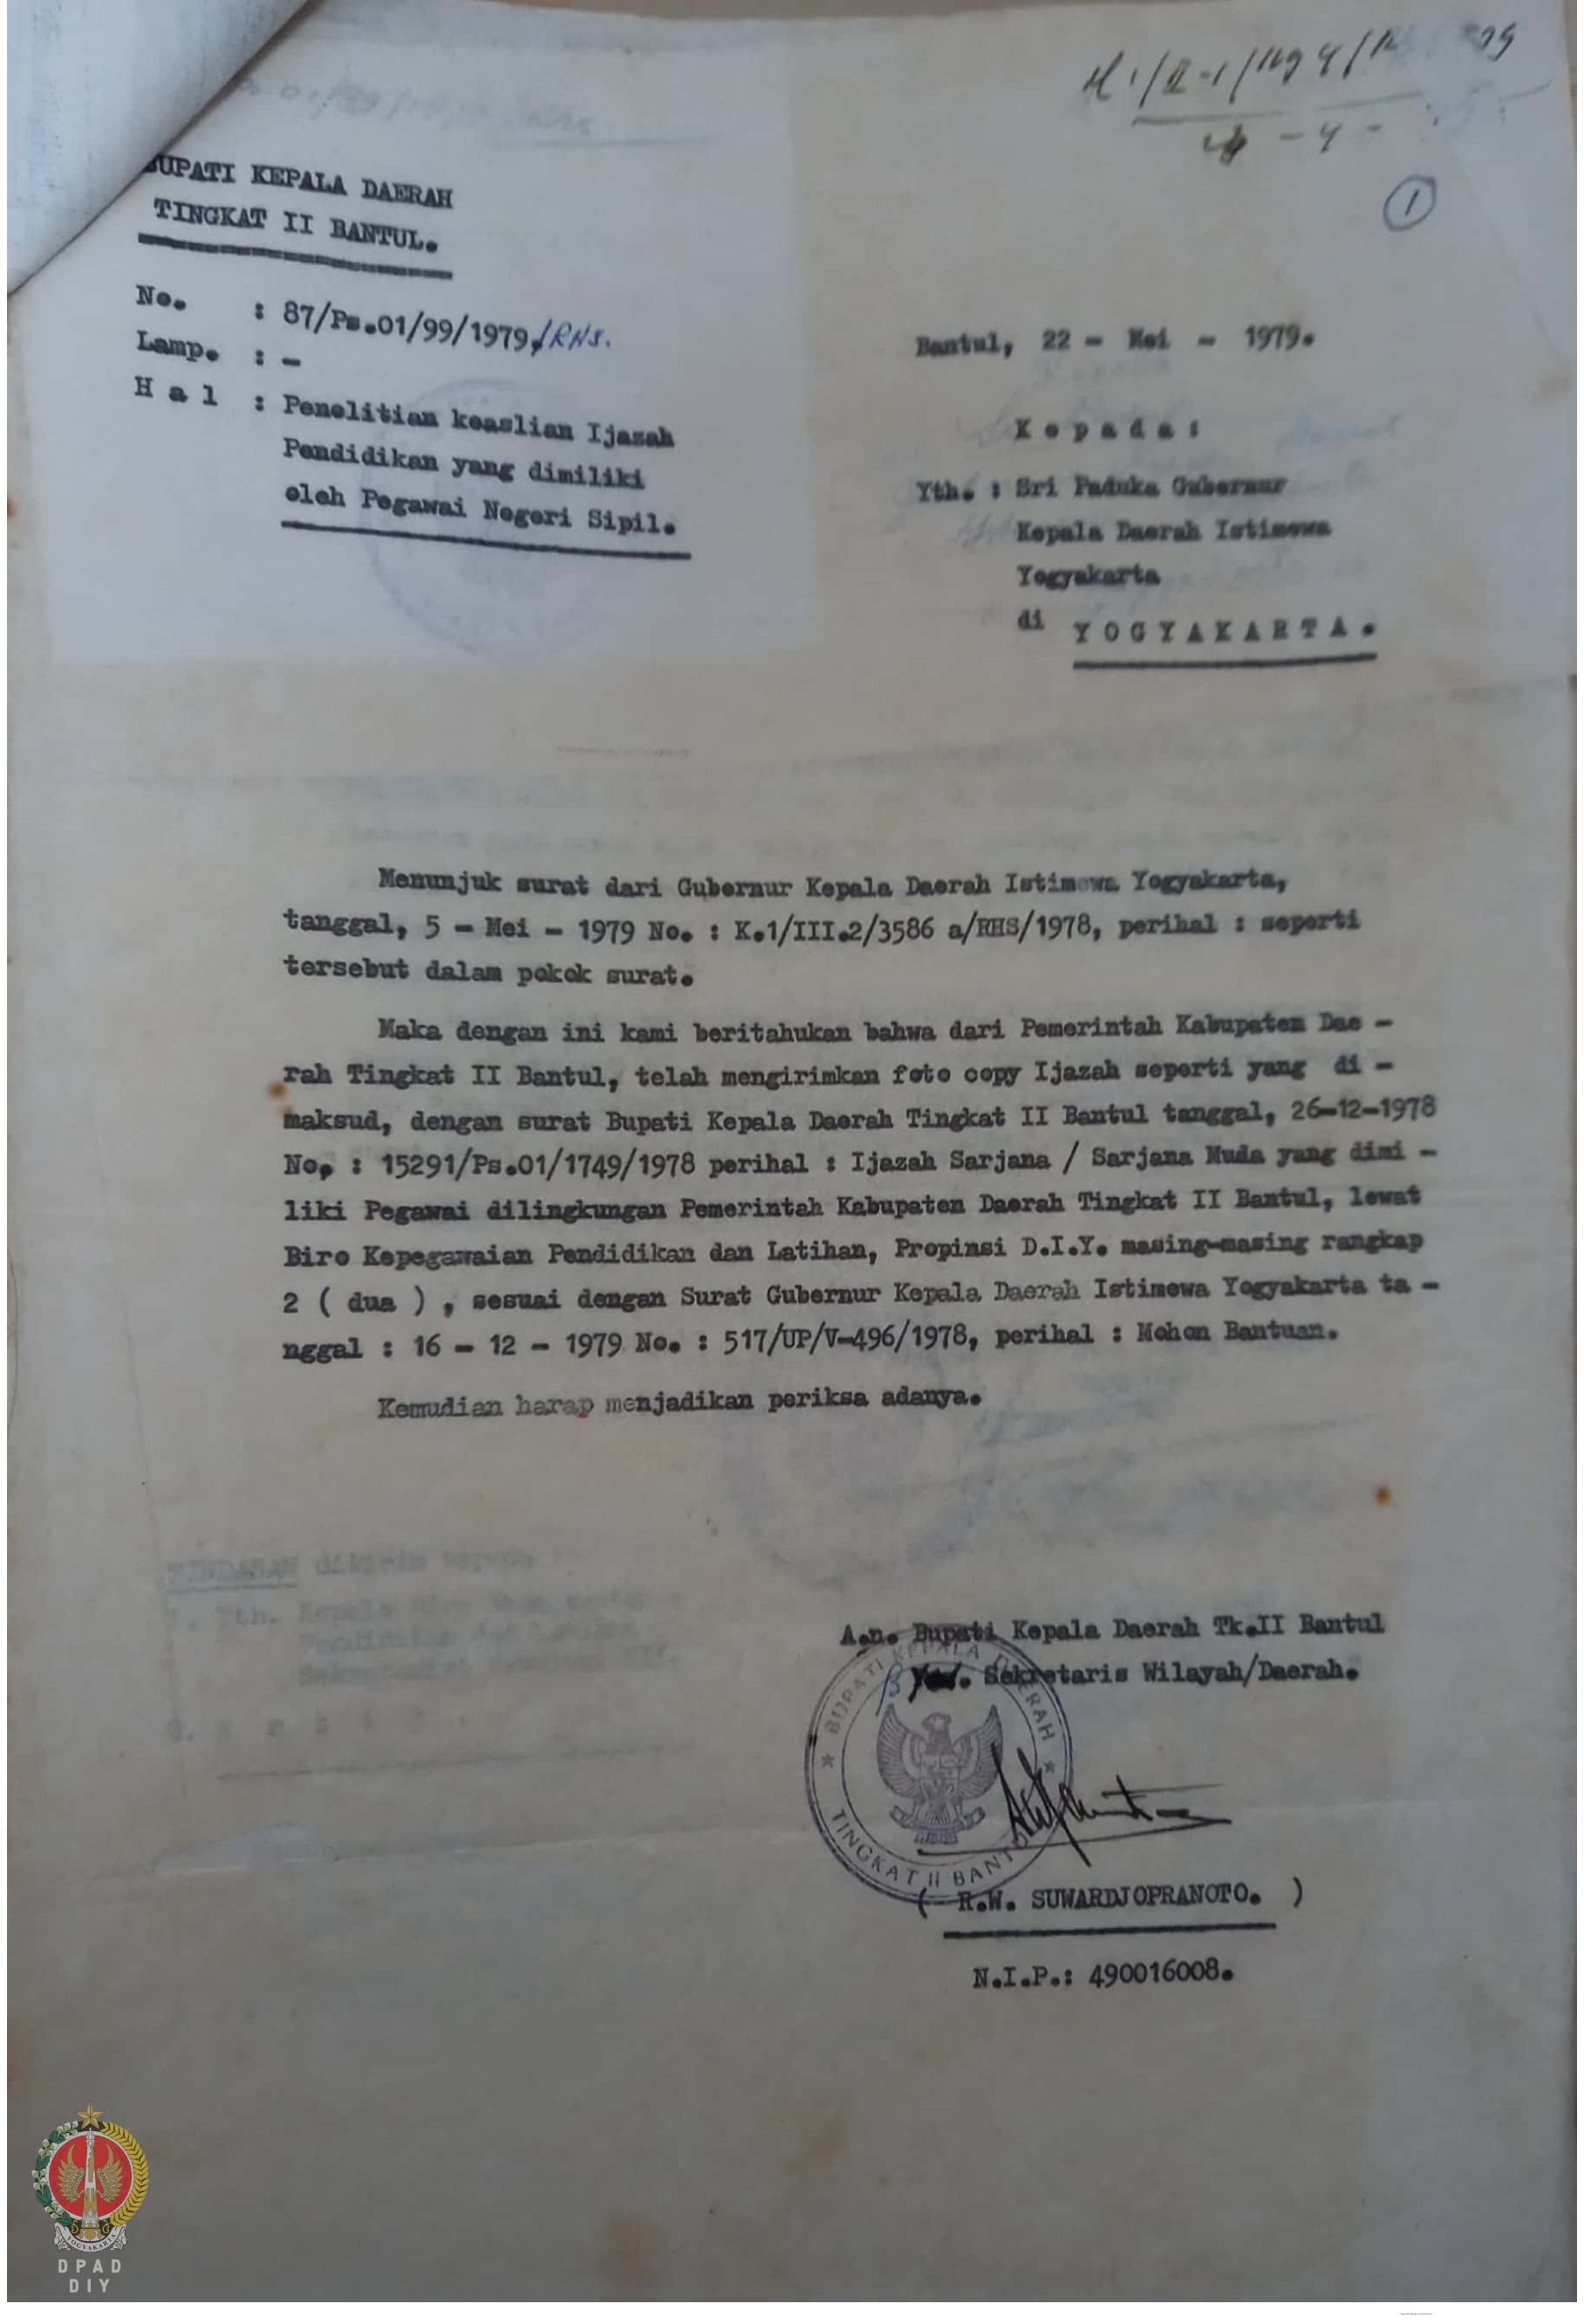 BUPATI KEPALA DAERAH
TINGKAT II BANTUL.
No. : 87/Ps.01/99/1979./RHS.
Lamp. : -
H a l : Penelitian keaslian Ijazah
Pendidikan yang dimiliki
oleh Pegawai Negeri Sipil.
1
Bantul, 22 - Mei - 1979.
K e p a d a :
Yth. : Sri Paduka Gubernur
Kepala Daerah Istimewa
Yogyakarta
di Y O G Y A K A R T A .
Menunjuk surat dari Gubernur Kepala Daerah Istimewa Yogyakarta,
tanggal, 5 - Mei - 1979 No. : K.1/III.2/3586 a/RHS/1978, perihal : seperti
tersebut dalam pokok surat.
Maka dengan ini kami beritahukan bahwa dari Pemerintah Kabupaten Dae -
rah Tingkat II Bantul, telah mengirimkan foto copy Ijazah seperti yang di -
maksud, dengan surat Bupati Kepala Daerah Tingkat II Bantul tanggal, 26-12-1978
No, : 15291/Ps.01/1749/1978 perihal : Ijazah Sarjana / Sarjana Muda yang dimi -
liki Pegawai dilingkungan Pemerintah Kabupaten Daerah Tingkat II Bantul, lewat
Biro Kepegawaian Pendidikan dan Latihan, Propinsi D.I.Y. masing-masing rangkap
2 ( dua ) , sesuai dengan Surat Gubernur Kepala Daerah Istimewa Yogyakarta ta -
nggal : 16 - 12 - 1979 No. : 517/UP/V-496/1978, perihal : Mohon Bantuan.
Kemudian harap menjadikan periksa adanya.
A.n. Bupati Kepala Daerah Tk.II Bantul
Sekretaris Wilayah/Daerah.
BUPATI KEPALA DAERAH
TINGKAT II BANTUL
( R.W. SUWARDJOPRANOTO. )
N.I.P.: 490016008.
YOGYAKARTA
DPAD
DIY